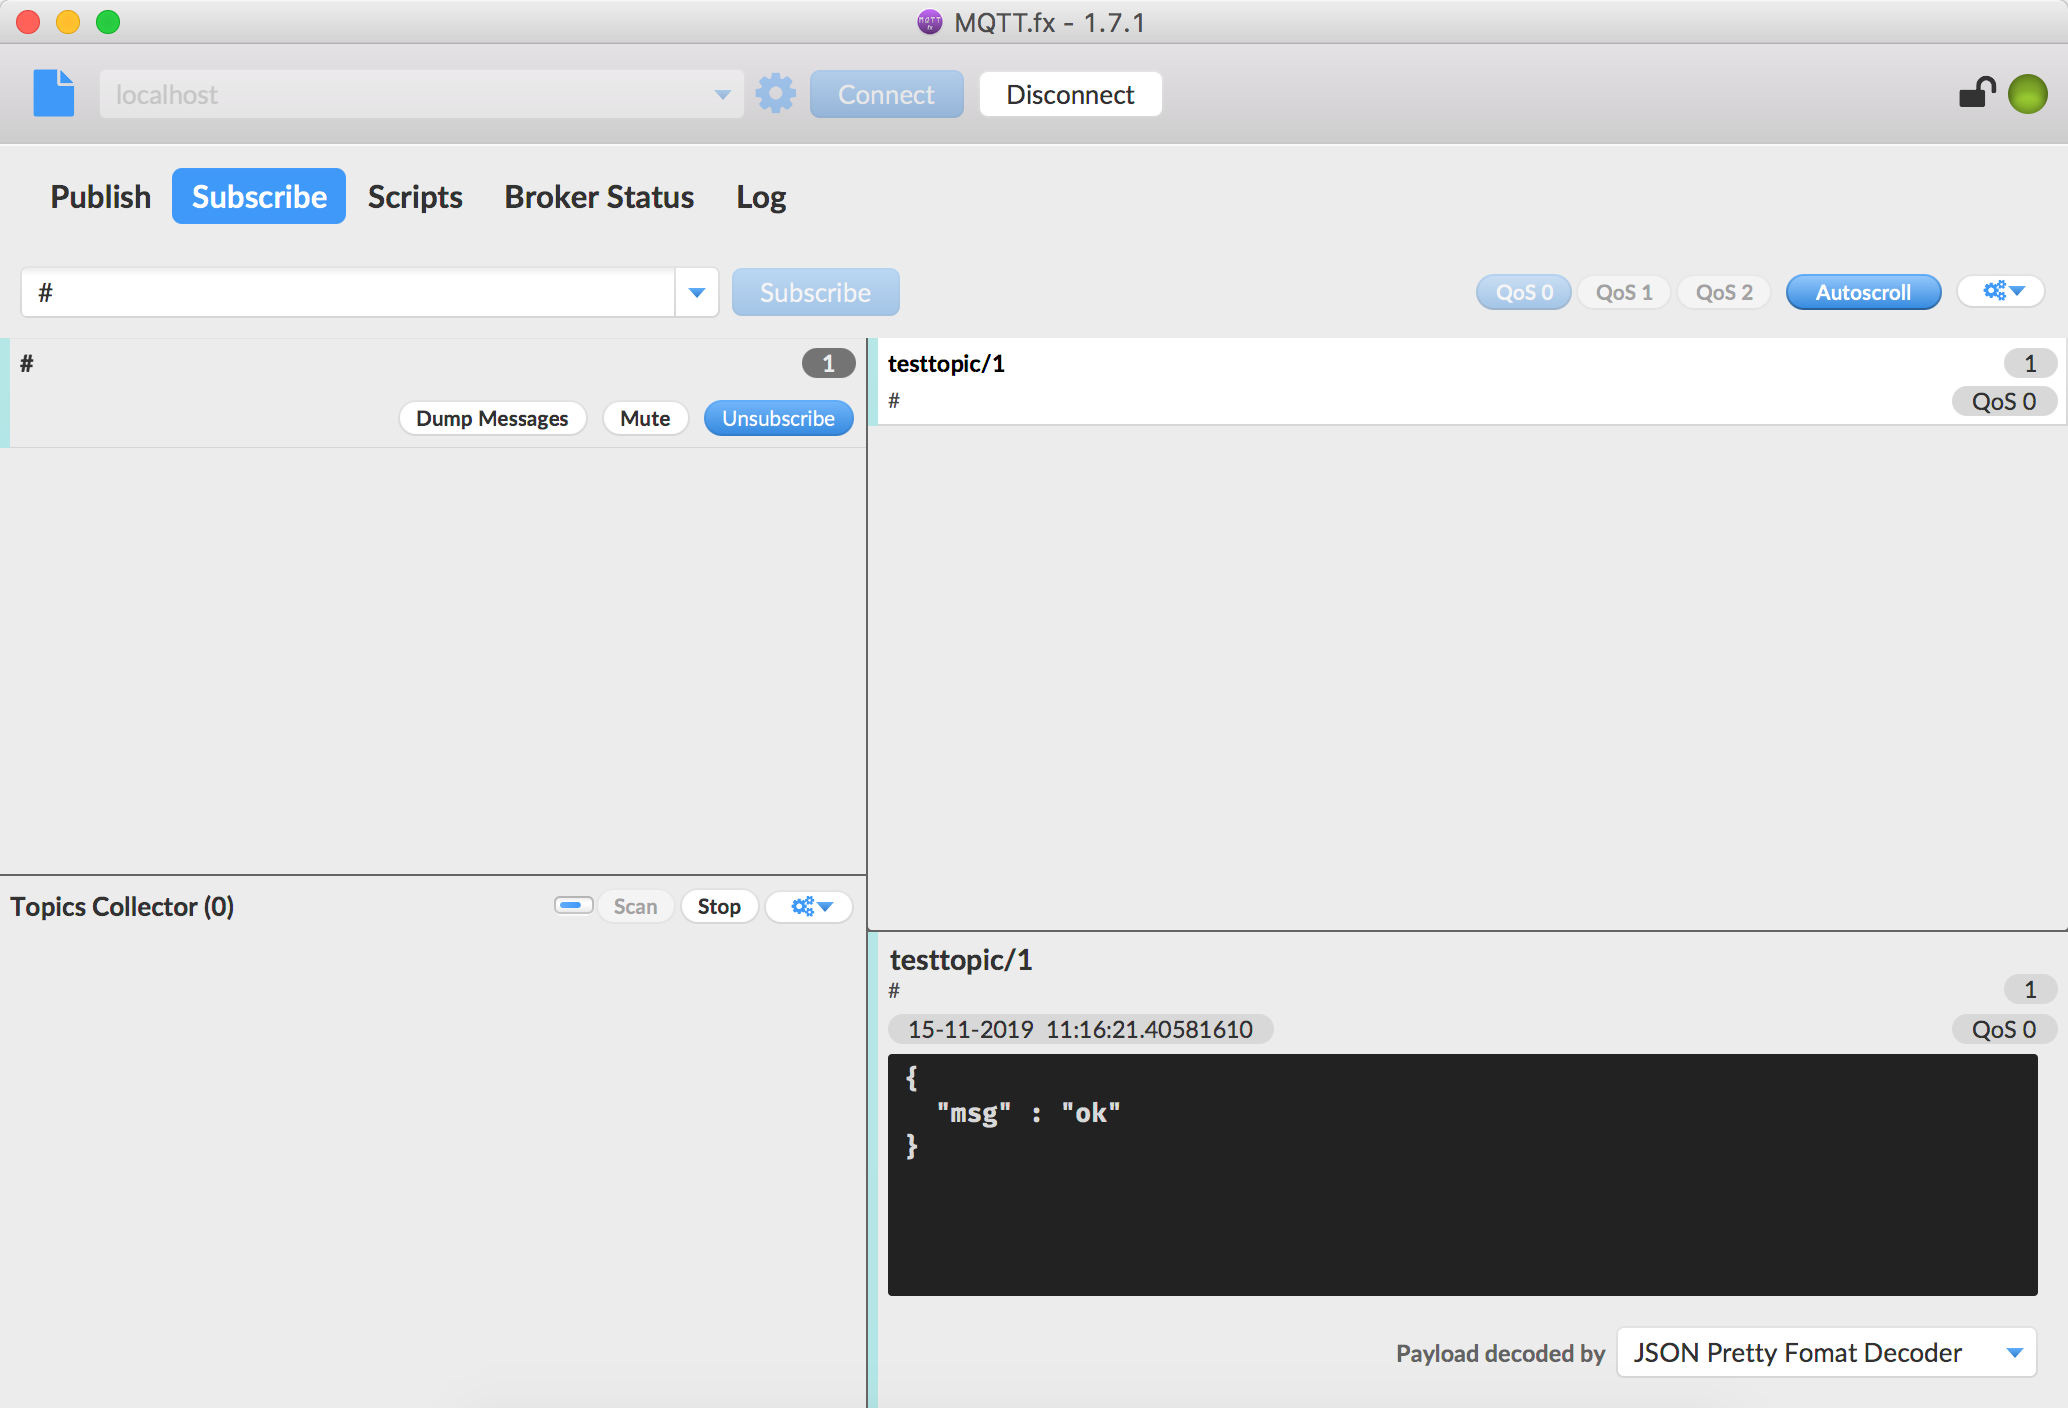 MQTT.fx - 1.7.1
localhost
Connect
Disconnect
Publish
Subscribe
Scripts
Broker Status
Log
#
Subscribe
QoS 0
QoS 1
QoS 2
Autoscroll
#
1
Dump Messages
Mute
Unsubscribe
testtopic/1
1
#
QoS 0
Topics Collector (0)
Scan
Stop
testtopic/1
#
1
15-11-2019 11:16:21.40581610
QoS 0
{
"msg" : "ok"
}
Payload decoded by
JSON Pretty Fomat Decoder